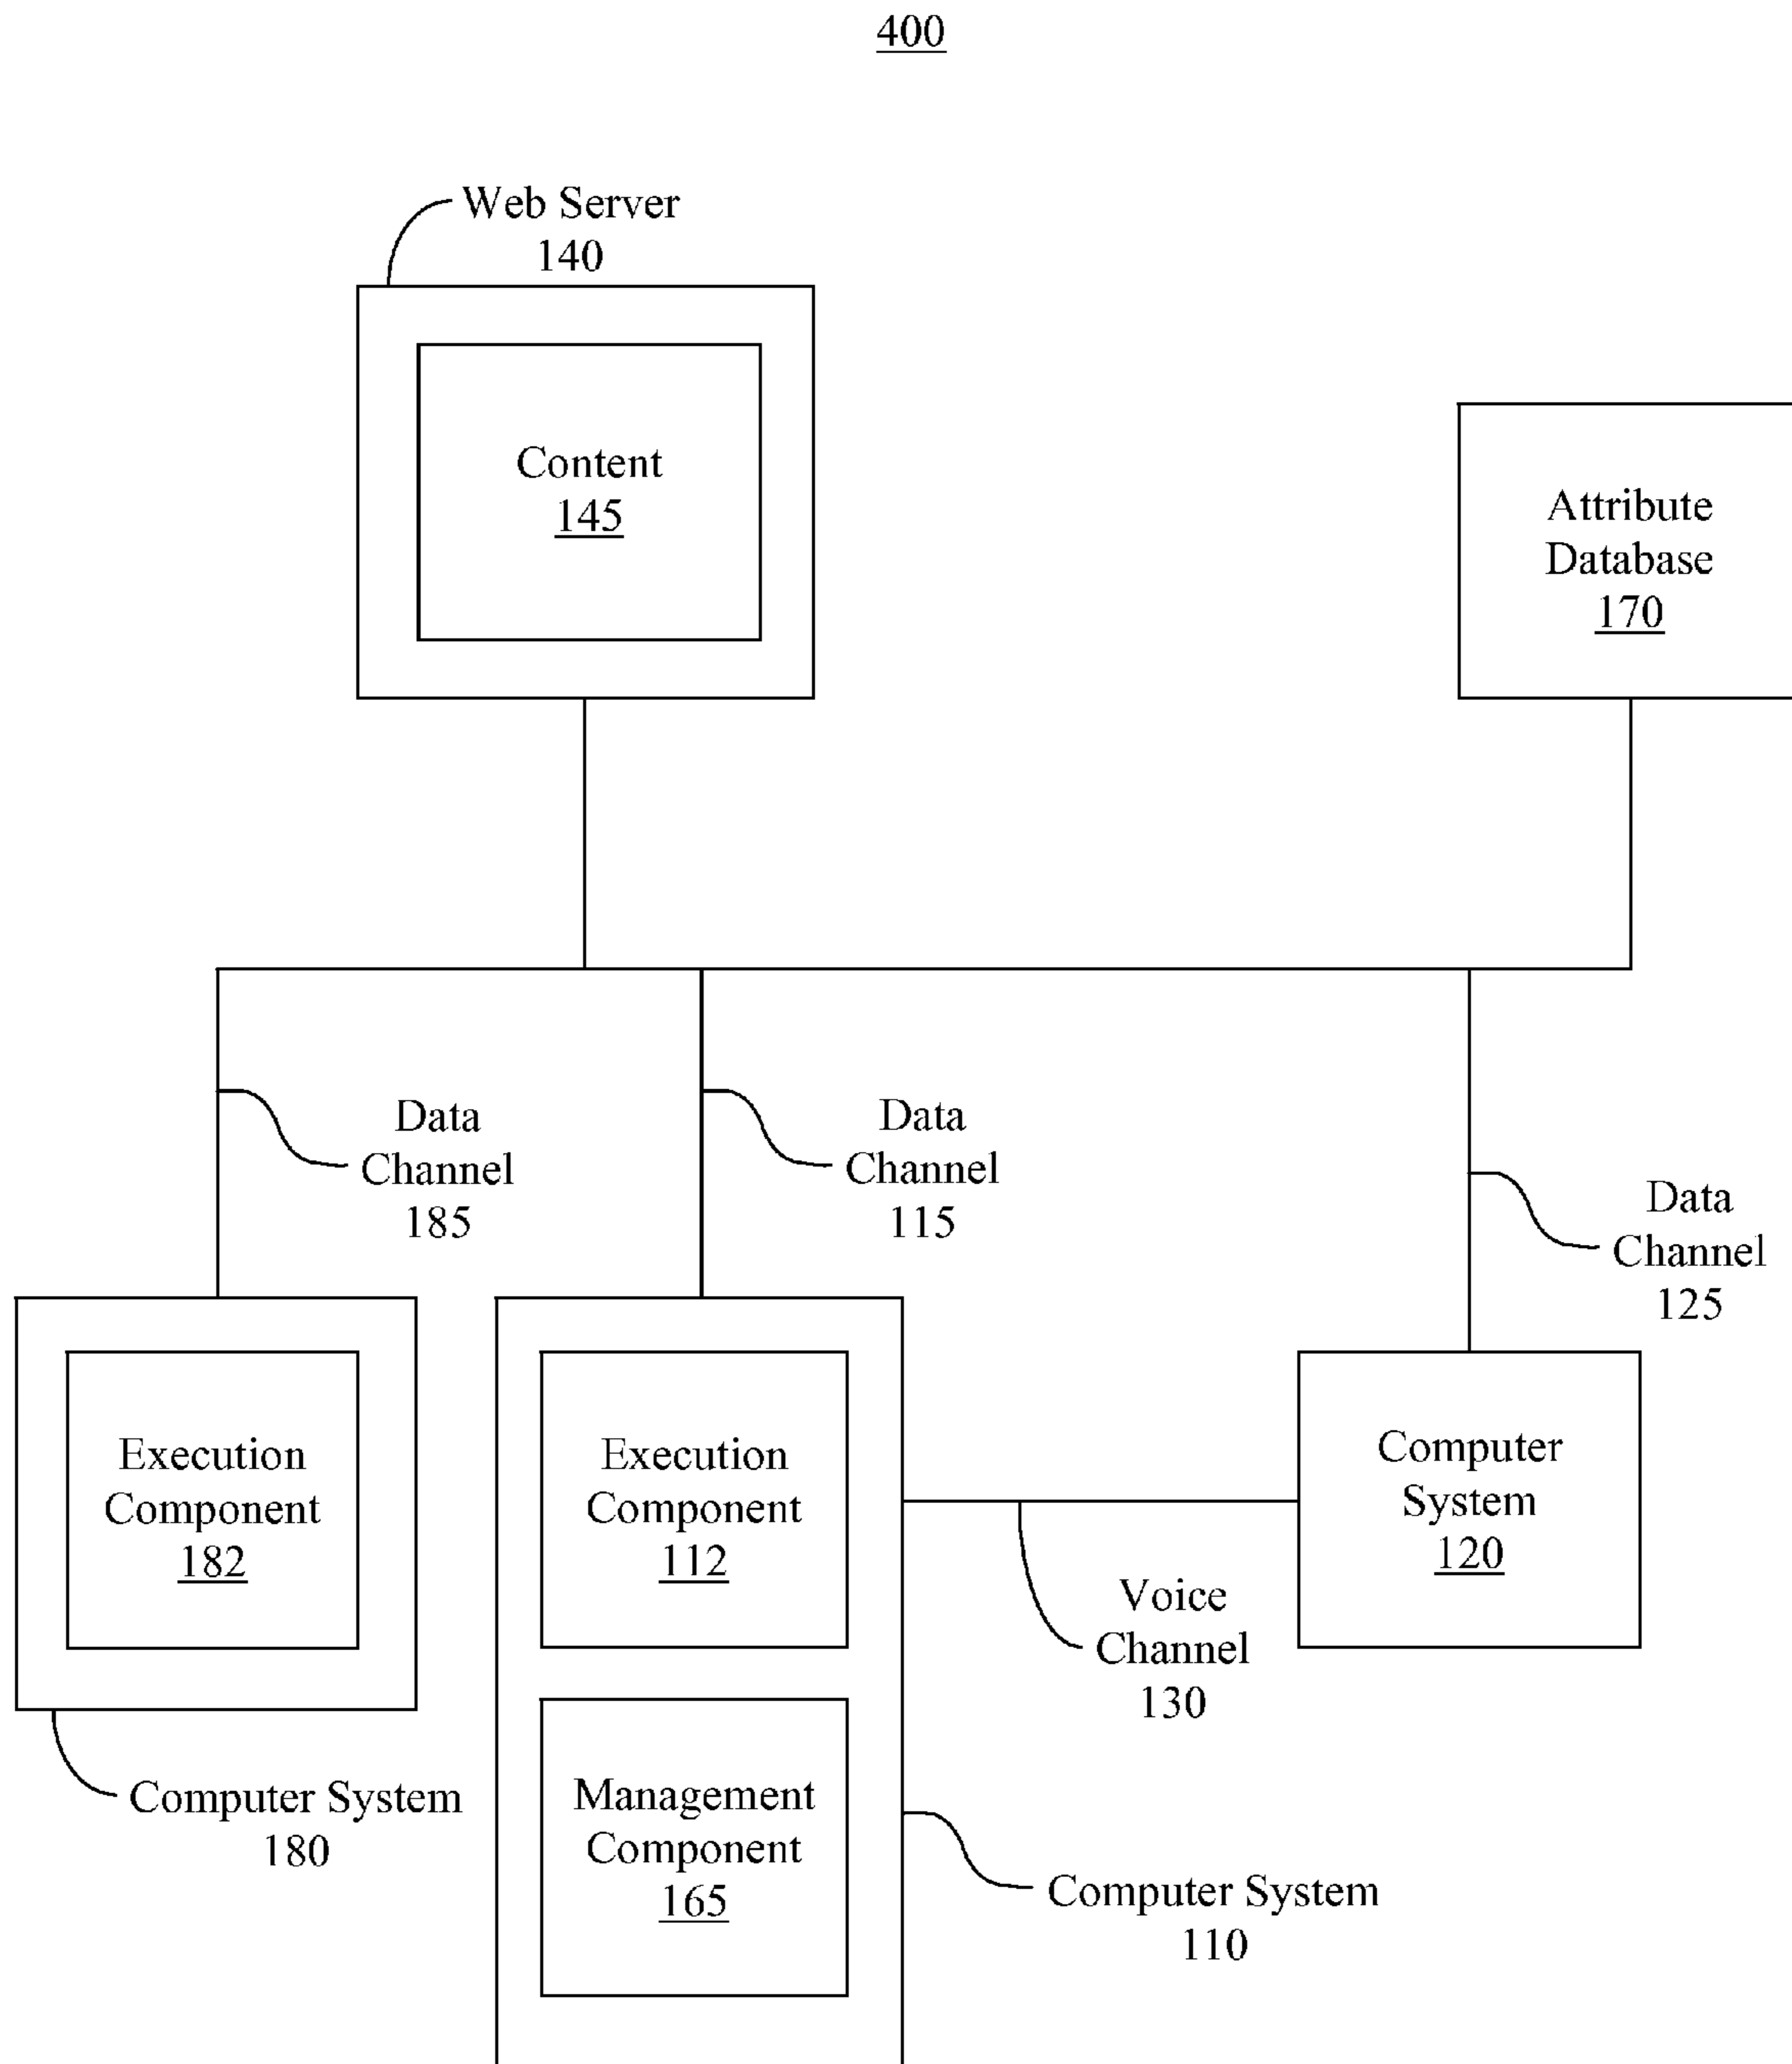 400
Web Server
140
Content
145
Attribute
Database
170
Data
Channel
185
Data
Channel
115
Data
Channel
125
Execution
Component
182
Execution
Component
112
Computer
System
120
Voice
Channel
130
Management
Component
165
Computer System
180
Computer System
110